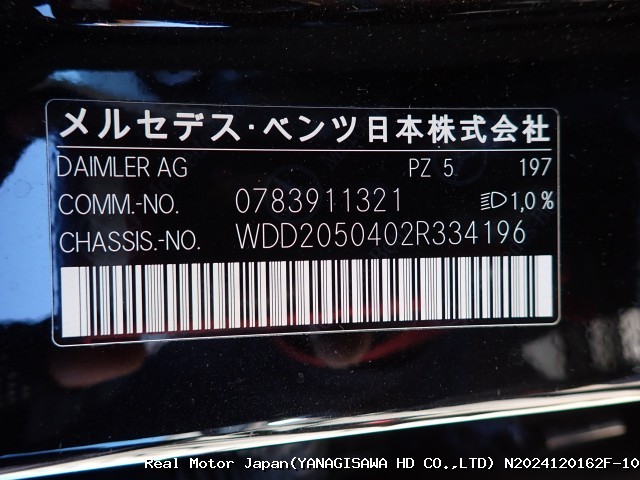 メルセデス・ベンツ日本株式会社
DAIMLER AG PZ 5 197
COMM.-NO. 0783911321 1,0%
CHASSIS.-NO. WDD2050402R334196
Real Motor Japan(YANAGISAWA HD CO.,LTD) N2024120162F-10